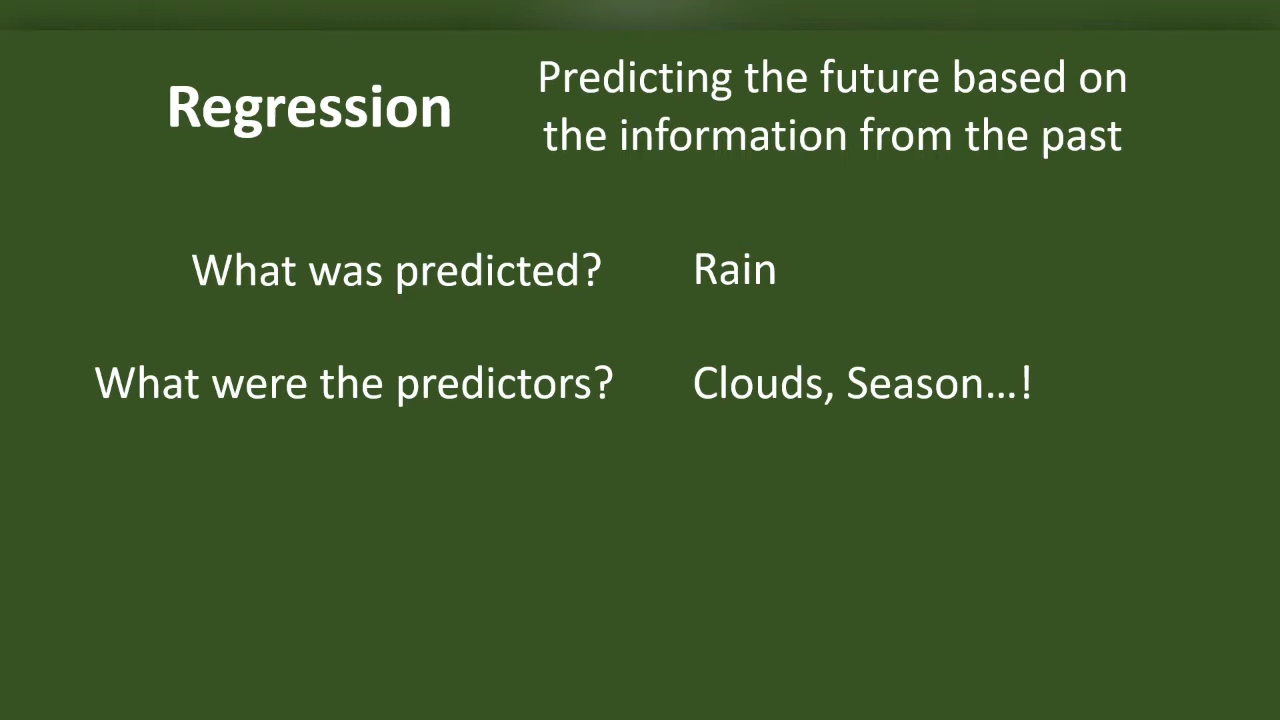 Regression
Predicting the future based on
the information from the past
What was predicted? Rain
What were the predictors? Clouds, Season...!